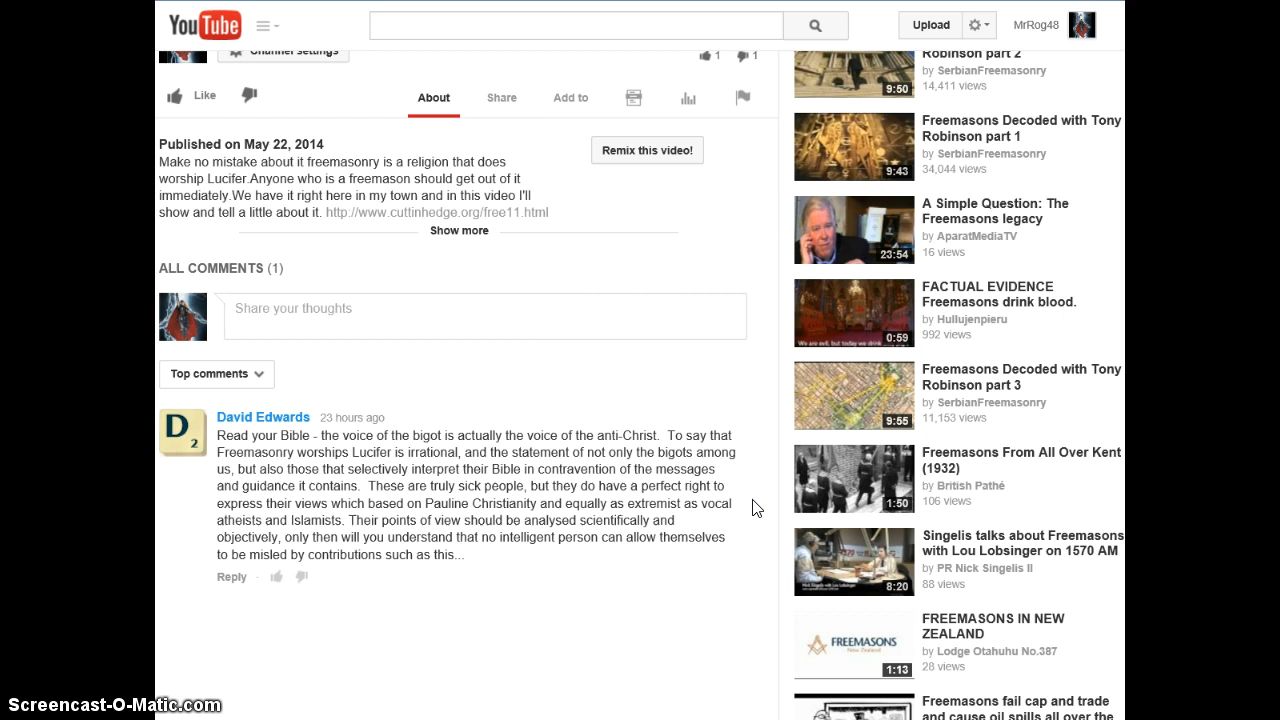 YouTube
Upload
MrRog48
Channel settings
1
1
Like
About
Share
Add to
Published on May 22, 2014
Make no mistake about it freemasonry is a religion that does
worship Lucifer.Anyone who is a freemason should get out of it
immediately.We have it right here in my town and in this video I'll
show and tell a little about it. http://www.cuttinhedge.org/free11.html
Remix this video!
Show more
ALL COMMENTS (1)
Share your thoughts
Top comments
D
2
David Edwards 23 hours ago
Read your Bible - the voice of the bigot is actually the voice of the anti-Christ. To say that
Freemasonry worships Lucifer is irrational, and the statement of not only the bigots among
us, but also those that selectively interpret their Bible in contravention of the messages
and guidance it contains. These are truly sick people, but they do have a perfect right to
express their views which based on Pauline Christianity and equally as extremist as vocal
atheists and Islamists. Their points of view should be analysed scientifically and
objectively, only then will you understand that no intelligent person can allow themselves
to be misled by contributions such as this...
Reply
Robinson part 2
by SerbianFreemasonry
14,411 views
9:50
Freemasons Decoded with Tony
Robinson part 1
by SerbianFreemasonry
34,044 views
9:43
A Simple Question: The
Freemasons legacy
by AparatMediaTV
16 views
23:54
FACTUAL EVIDENCE
Freemasons drink blood.
by Hullujenpieru
992 views
We are evil, but today we drink
0:59
Freemasons Decoded with Tony
Robinson part 3
by SerbianFreemasonry
11,153 views
9:55
Freemasons From All Over Kent
(1932)
by British Pathé
106 views
1:50
Singelis talks about Freemasons
with Lou Lobsinger on 1570 AM
by PR Nick Singelis II
88 views
8:20
FREEMASONS IN NEW
ZEALAND
by Lodge Otahuhu No.387
28 views
FREEMASONS
New Zealand
1:13
Freemasons fail cap and trade
and cause oil spills all over the
Screencast-O-Matic.com